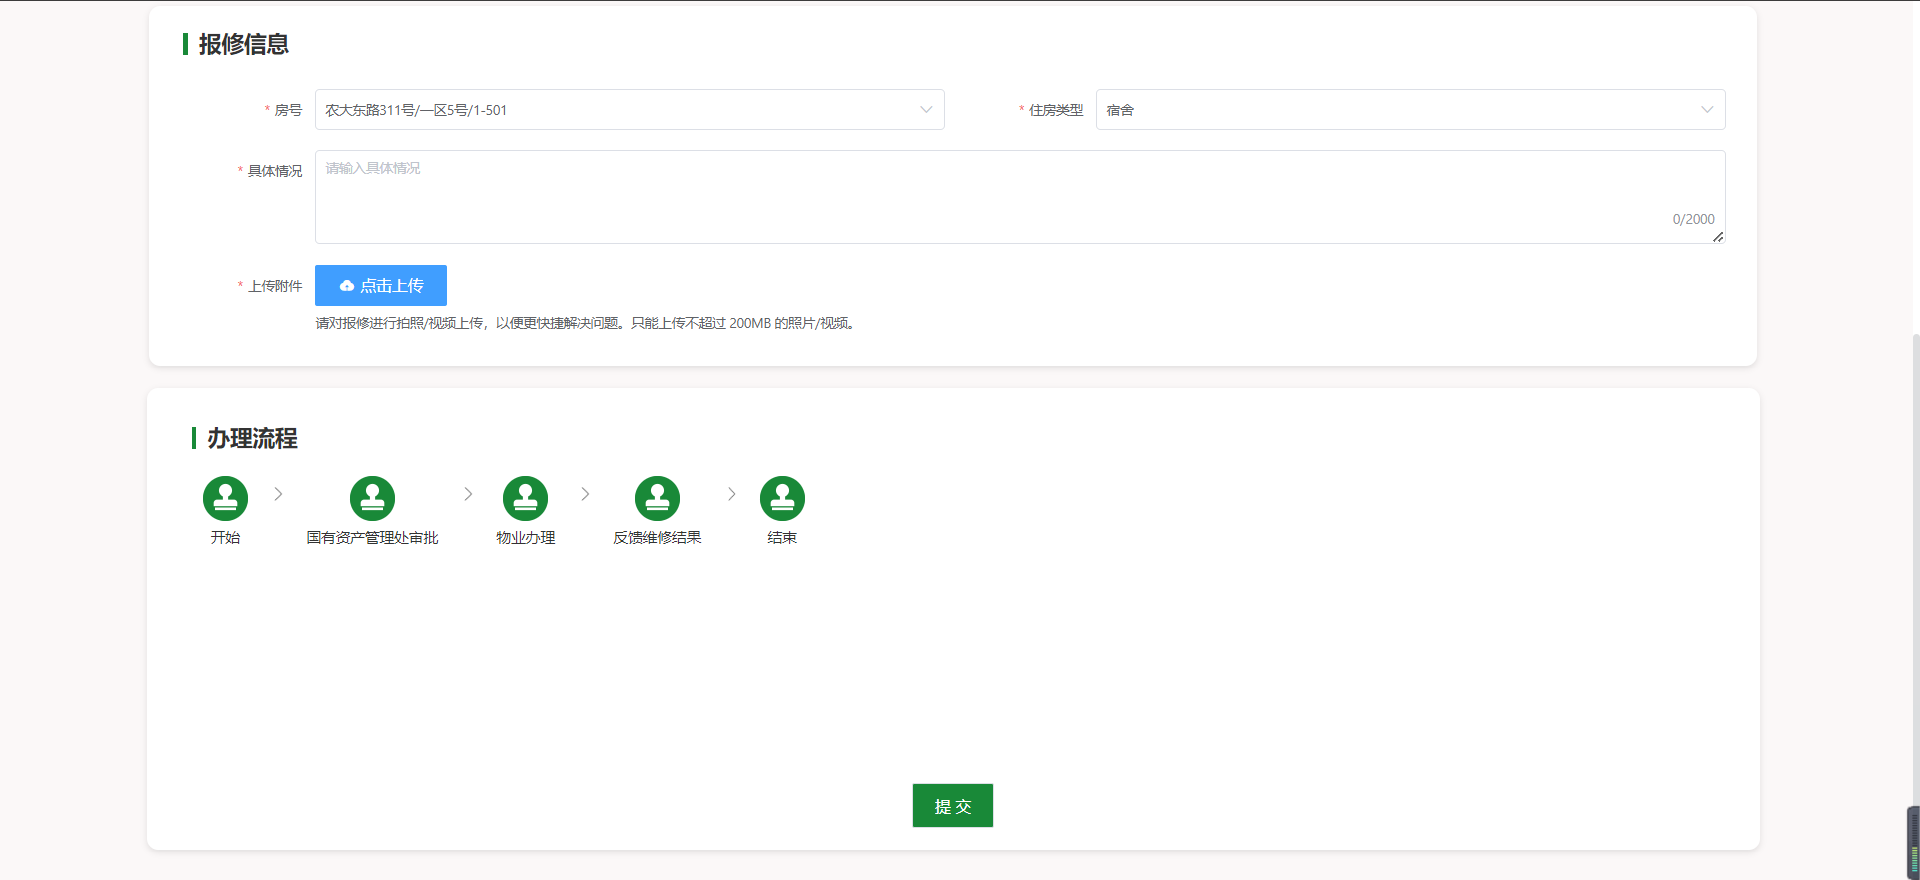 报修信息
* 房号 农大东路311号/一区5号/1-501 * 住房类型 宿舍
* 具体情况 请输入具体情况
0/2000
* 上传附件 点击上传
请对报修进行拍照/视频上传，以便更快捷解决问题。只能上传不超过 200MB 的照片/视频。
办理流程
开始 国有资产管理处审批 物业办理 反馈维修结果 结束
提 交